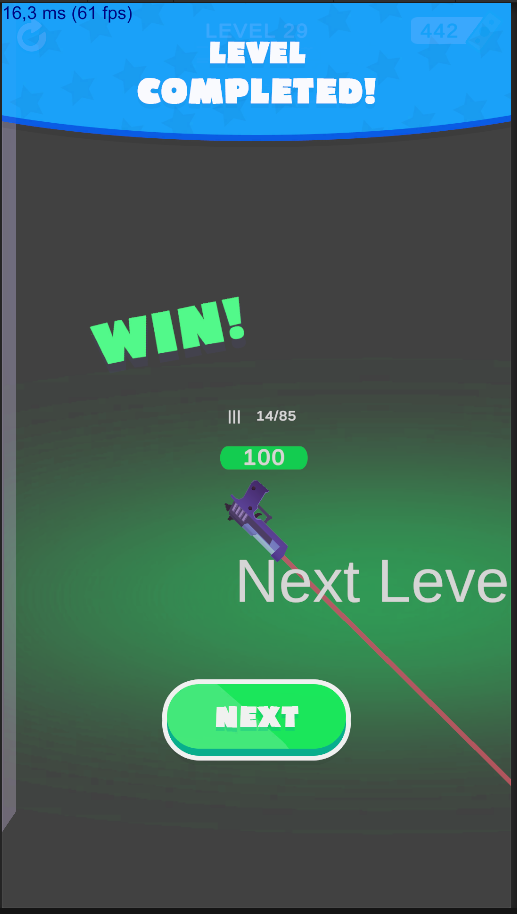 16,3 ms (61 fps)
LEVEL 29
442
LEVEL
COMPLETED!
WIN!
||| 14/85
100
Next Leve
NEXT